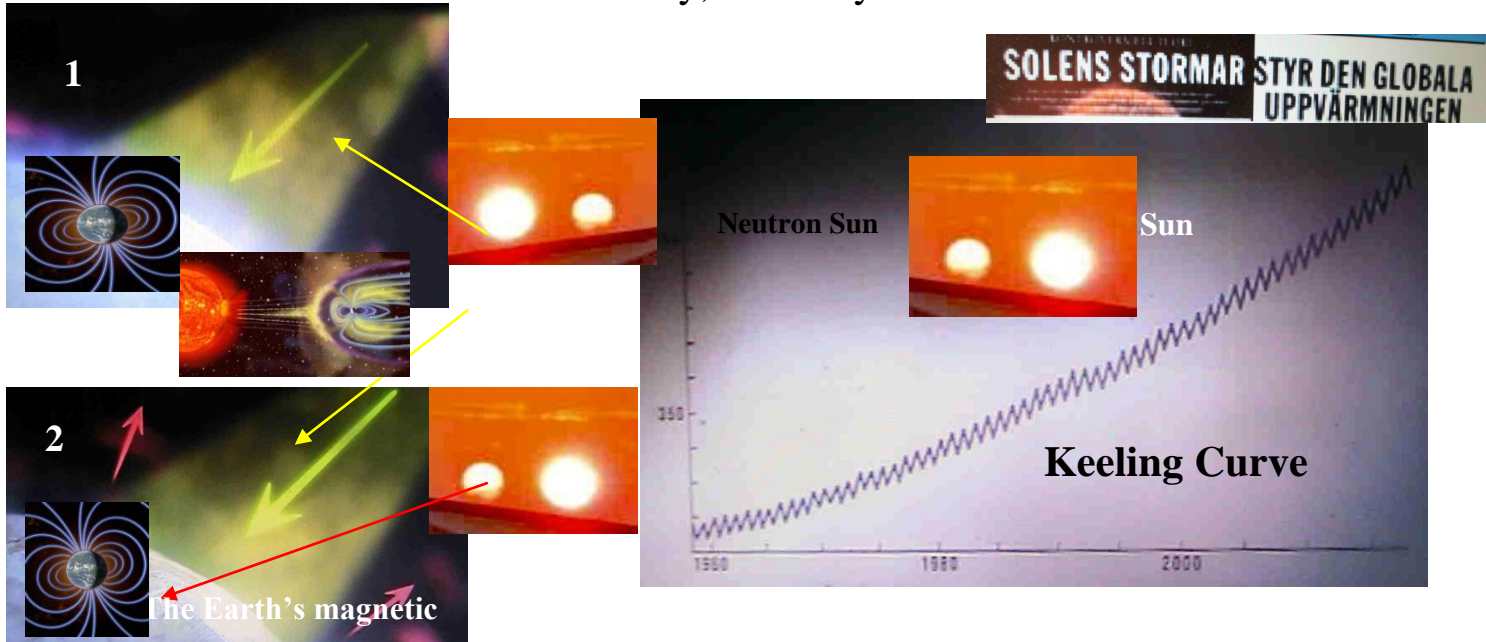 1
SOLENS STORMAR
STYR DEN GLOBALA
UPPVÄRMNINGEN
Neutron Sun
Sun
350
Keeling Curve
1960
1980
2000
2
The Earth's magnetic